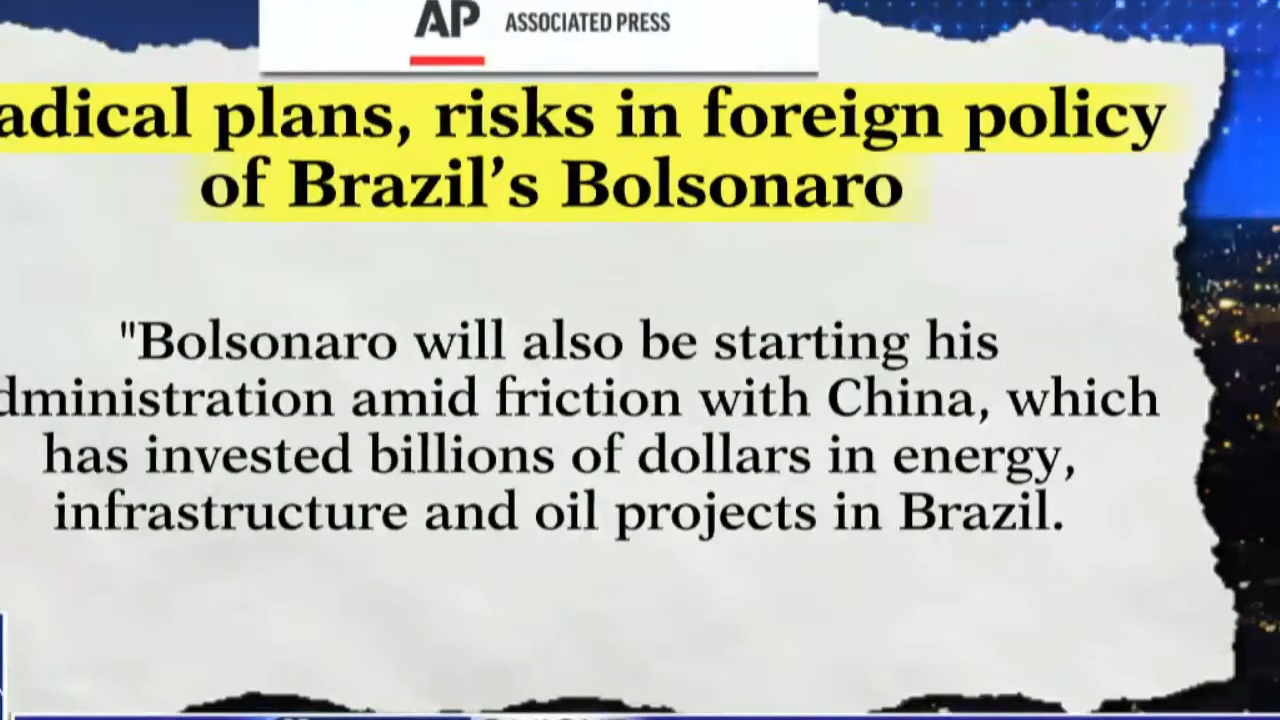 AP ASSOCIATED PRESS
adical plans, risks in foreign policy
of Brazil’s Bolsonaro
"Bolsonaro will also be starting his
dministration amid friction with China, which
has invested billions of dollars in energy,
infrastructure and oil projects in Brazil.